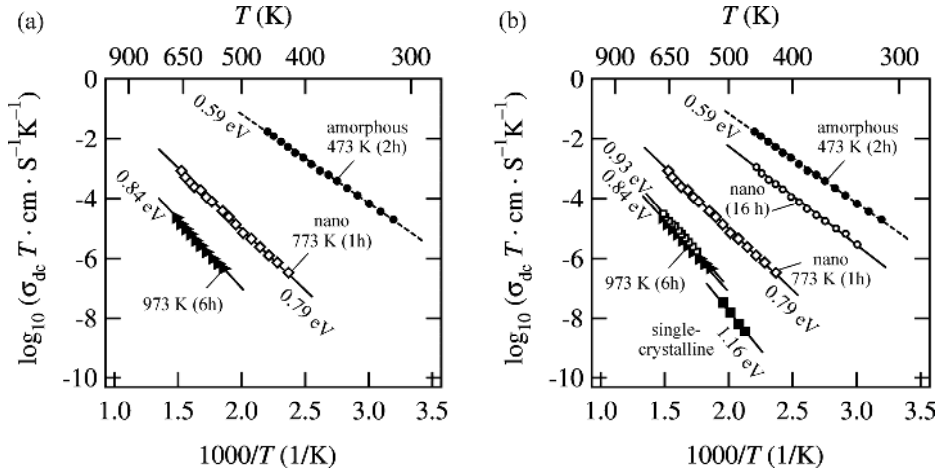 (a)
T (K)
900 650 500 400 300
0
-2
-4
-6
-8
-10
log10 (σdc T · cm · S⁻¹K⁻¹)
0.59 eV
amorphous
473 K (2h)
0.84 eV
nano
773 K (1h)
973 K (6h)
0.79 eV
1.0 1.5 2.0 2.5 3.0 3.5
1000/T (1/K)
(b)
T (K)
900 650 500 400 300
0
-2
-4
-6
-8
-10
log10 (σdc T · cm · S⁻¹K⁻¹)
0.59 eV
amorphous
473 K (2h)
0.93 eV
0.84 eV
nano
(16 h)
nano
773 K (1h)
973 K (6h)
0.79 eV
single-
crystalline
1.16 eV
1.0 1.5 2.0 2.5 3.0 3.5
1000/T (1/K)